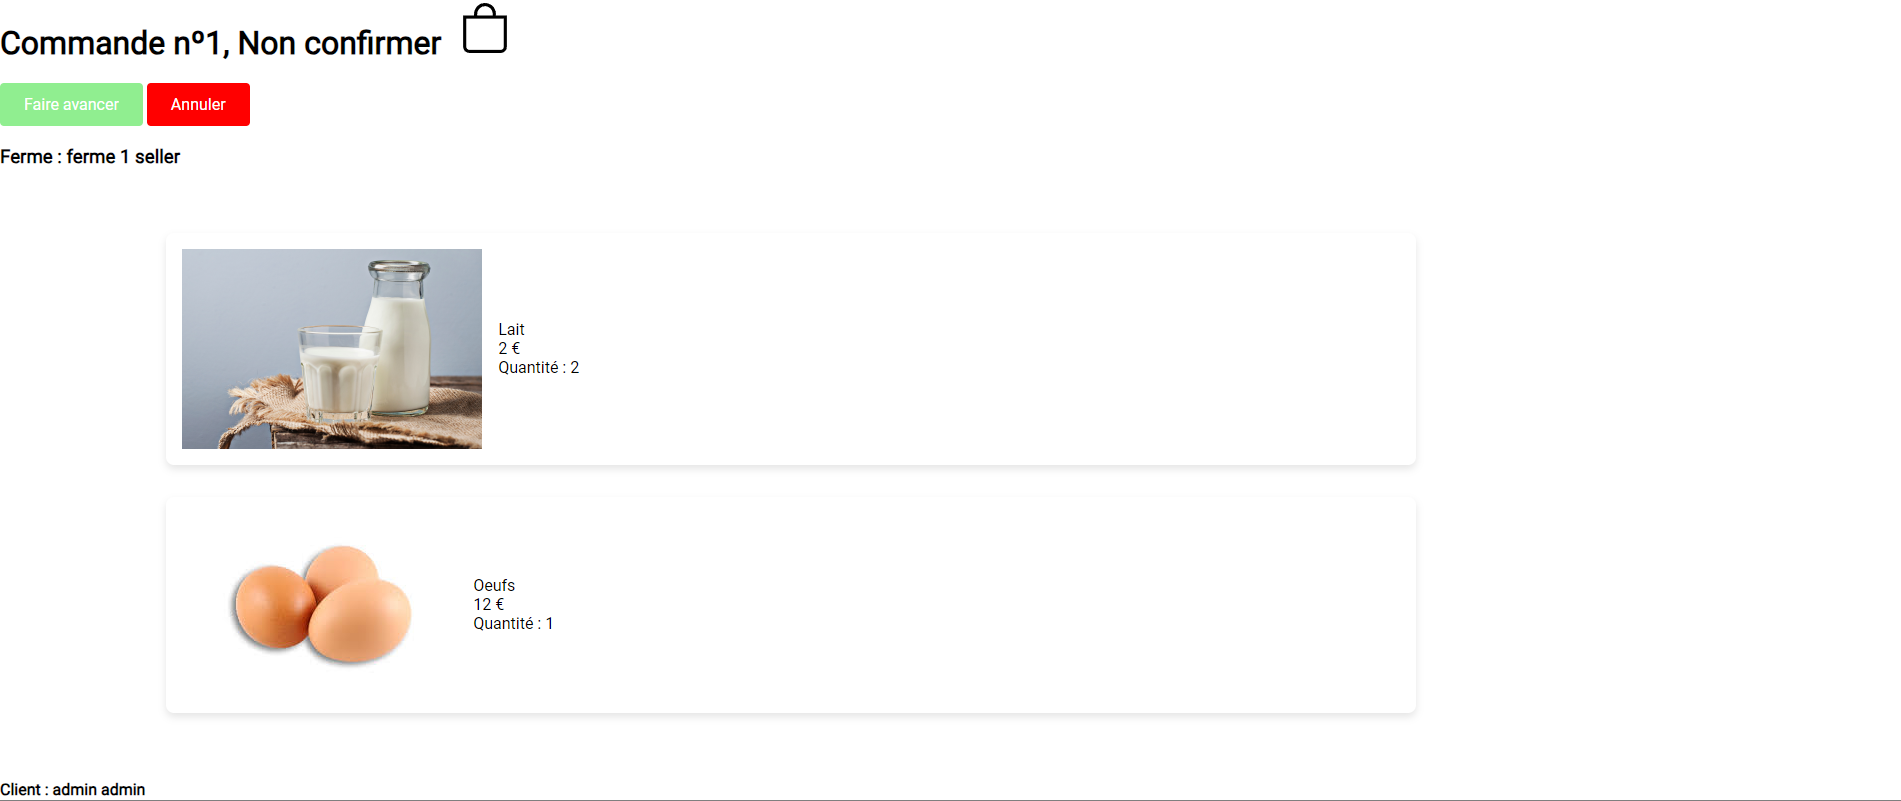 Commande nº1, Non confirmer
Faire avancer Annuler
Ferme : ferme 1 seller
Lait
2 €
Quantité : 2
Oeufs
12 €
Quantité : 1
Client : admin admin